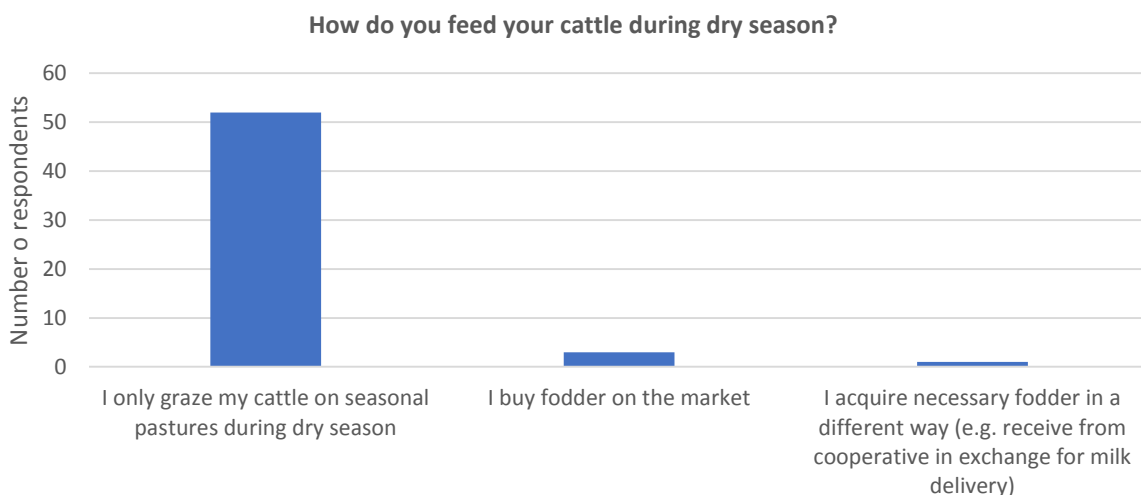 How do you feed your cattle during dry season?
Number o respondents
60
50
40
30
20
10
0
I only graze my cattle on seasonal
pastures during dry season
I buy fodder on the market
I acquire necessary fodder in a
different way (e.g. receive from
cooperative in exchange for milk
delivery)